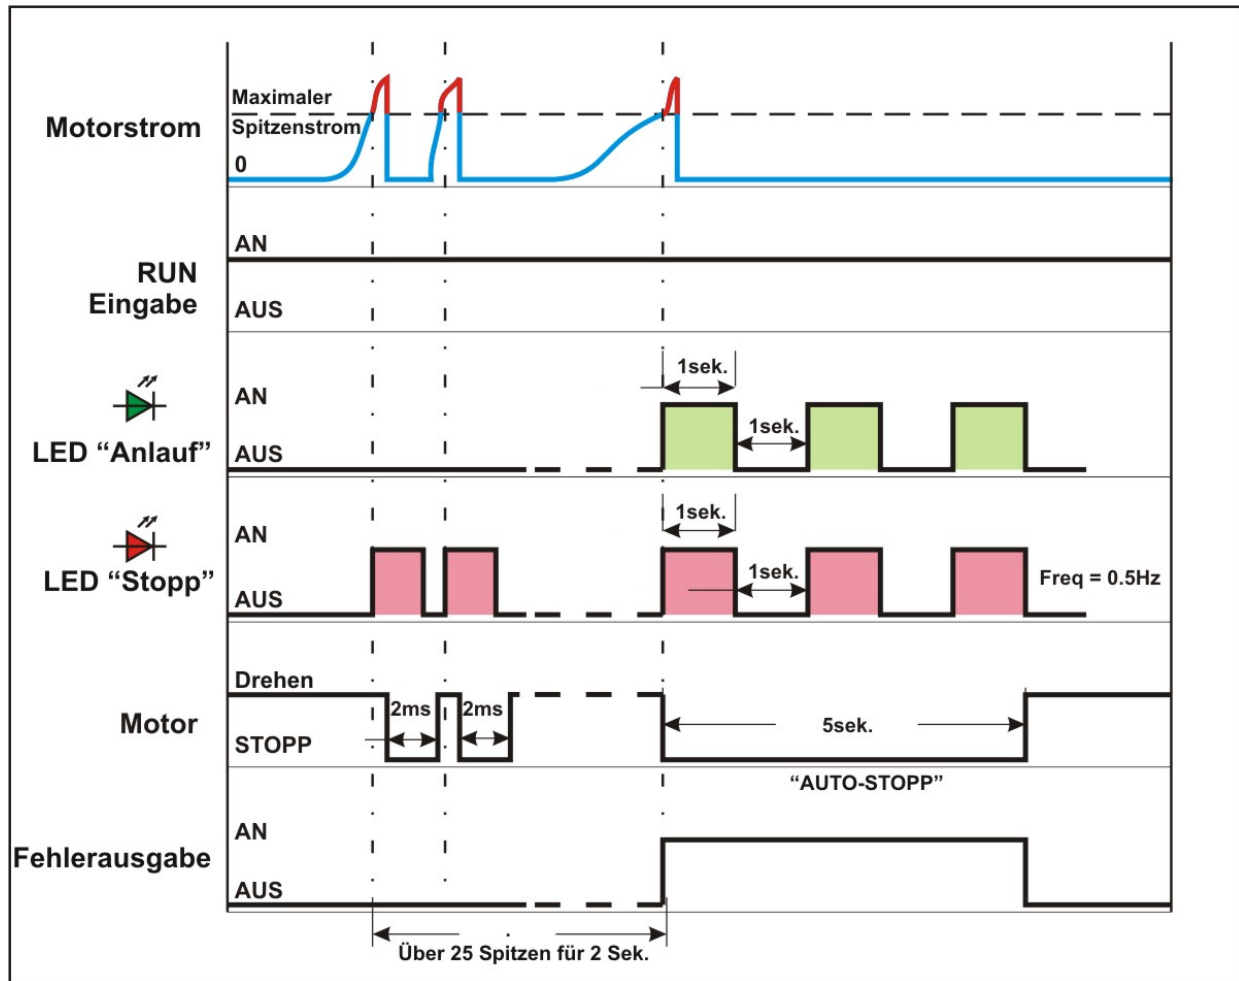 Motorstrom
Maximaler
Spitzenstrom
0
RUN
Eingabe
AN
AUS
LED “Anlauf”
AN
AUS
1sek.
1sek.
LED “Stopp”
AN
AUS
1sek.
1sek.
Freq = 0.5Hz
Motor
Drehen
STOPP
2ms
2ms
5sek.
“AUTO-STOPP”
Fehlerausgabe
AN
AUS
Über 25 Spitzen für 2 Sek.